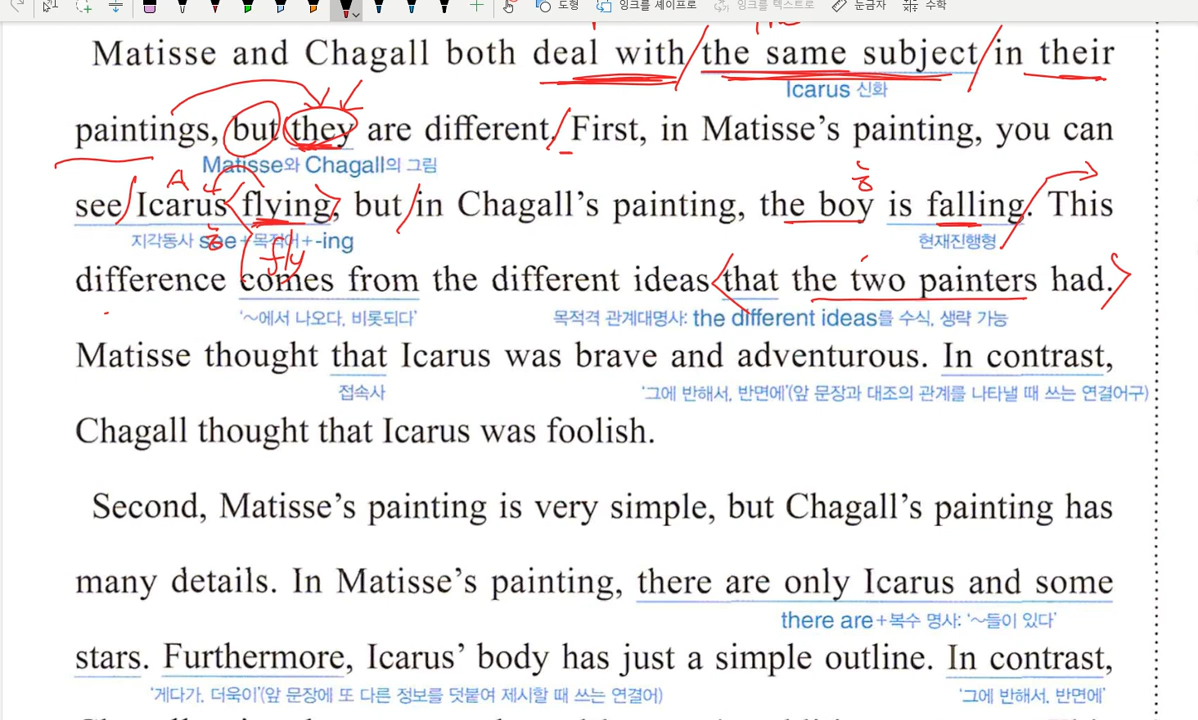 도형 잉크를 셰이프로 잉크를 텍스트로 눈금자 수학
Matisse and Chagall both deal with the same subject in their
Icarus 신화
paintings, but they are different. First, in Matisse’s painting, you can
Matisse와 Chagall의 그림
A
see Icarus flying, but in Chagall’s painting, the boy is falling. This
지각동사 see+목적어+-ing
현재진행형
fly
difference comes from the different ideas that the two painters had.
‘~에서 나오다, 비롯되다’
목적격 관계대명사: the different ideas를 수식, 생략 가능
Matisse thought that Icarus was brave and adventurous. In contrast,
접속사
‘그에 반해서, 반면에’(앞 문장과 대조의 관계를 나타낼 때 쓰는 연결어구)
Chagall thought that Icarus was foolish.
Second, Matisse’s painting is very simple, but Chagall’s painting has
many details. In Matisse’s painting, there are only Icarus and some
there are+복수 명사: ‘~들이 있다’
stars. Furthermore, Icarus’ body has just a simple outline. In contrast,
‘게다가, 더욱이’(앞 문장에 또 다른 정보를 덧붙여 제시할 때 쓰는 연결어)
‘그에 반해서, 반면에’